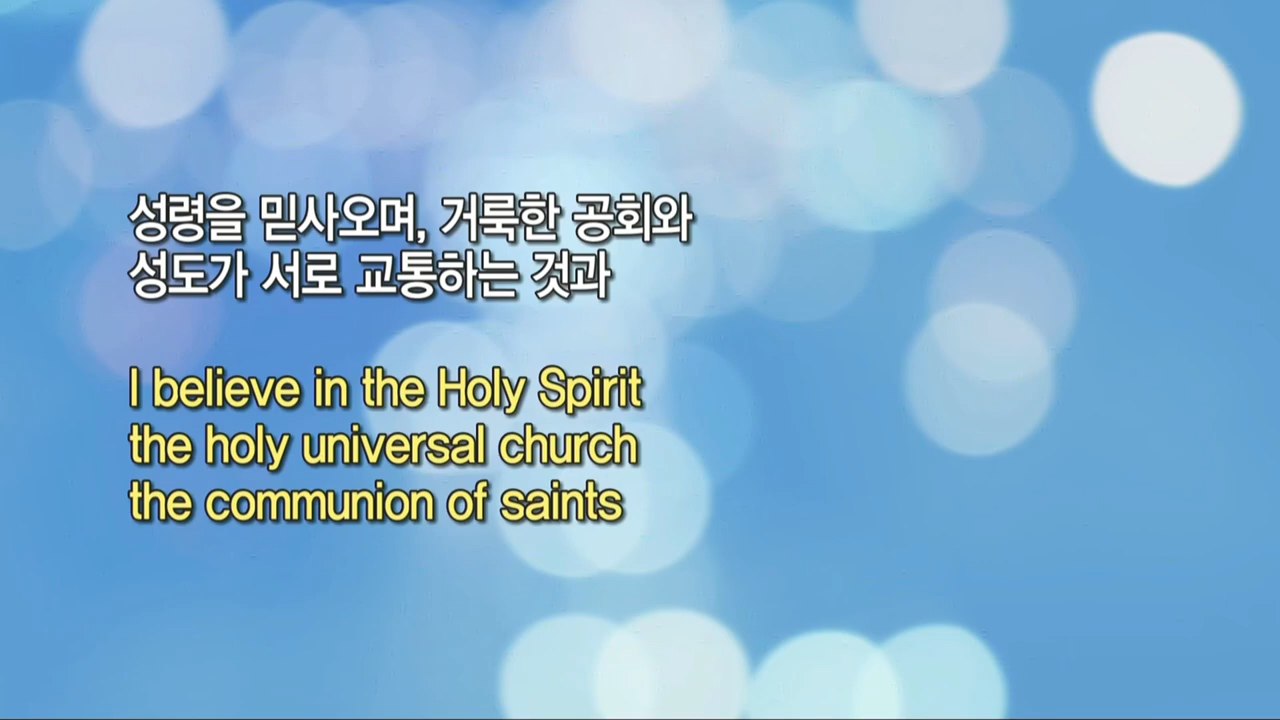 성령을 믿사오며, 거룩한 공회와
성도가 서로 교통하는 것과
I believe in the Holy Spirit
the holy universal church
the communion of saints